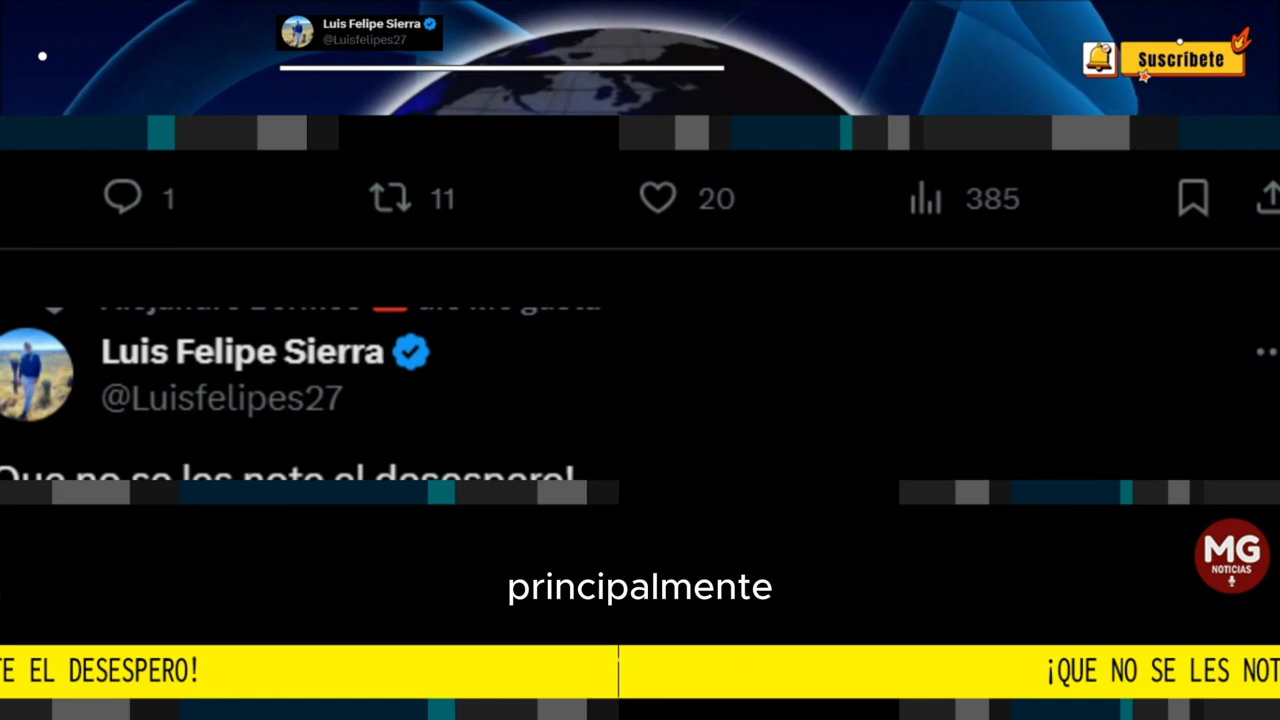 Luis Felipe Sierra
@Luisfelipes27
Suscríbete
1 11 20 385
Luis Felipe Sierra
@Luisfelipes27
Que no se les note el desespero!
MG
NOTICIAS
principalmente
TE EL DESESPERO! ¡QUE NO SE LES NOT